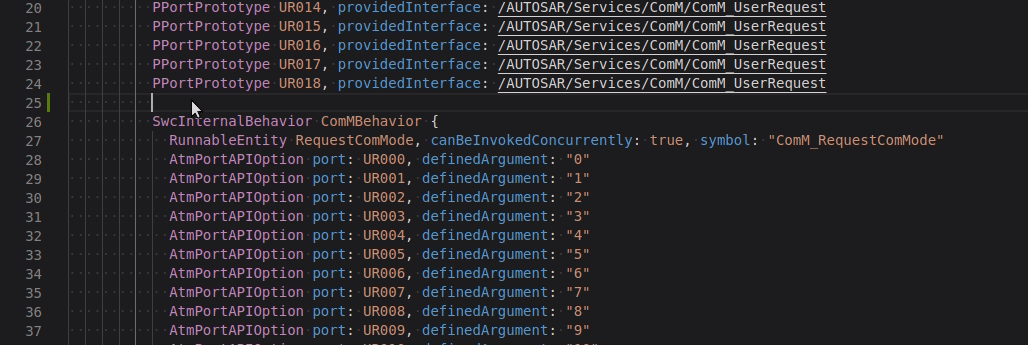 20 PPortPrototype UR014, providedInterface: /AUTOSAR/Services/ComM/ComM_UserRequest
21 PPortPrototype UR015, providedInterface: /AUTOSAR/Services/ComM/ComM_UserRequest
22 PPortPrototype UR016, providedInterface: /AUTOSAR/Services/ComM/ComM_UserRequest
23 PPortPrototype UR017, providedInterface: /AUTOSAR/Services/ComM/ComM_UserRequest
24 PPortPrototype UR018, providedInterface: /AUTOSAR/Services/ComM/ComM_UserRequest
25
26 SwcInternalBehavior ComMBehavior {
27 RunnableEntity RequestComMode, canBeInvokedConcurrently: true, symbol: "ComM_RequestComMode"
28 AtmPortAPIOption port: UR000, definedArgument: "0"
29 AtmPortAPIOption port: UR001, definedArgument: "1"
30 AtmPortAPIOption port: UR002, definedArgument: "2"
31 AtmPortAPIOption port: UR003, definedArgument: "3"
32 AtmPortAPIOption port: UR004, definedArgument: "4"
33 AtmPortAPIOption port: UR005, definedArgument: "5"
34 AtmPortAPIOption port: UR006, definedArgument: "6"
35 AtmPortAPIOption port: UR007, definedArgument: "7"
36 AtmPortAPIOption port: UR008, definedArgument: "8"
37 AtmPortAPIOption port: UR009, definedArgument: "9"